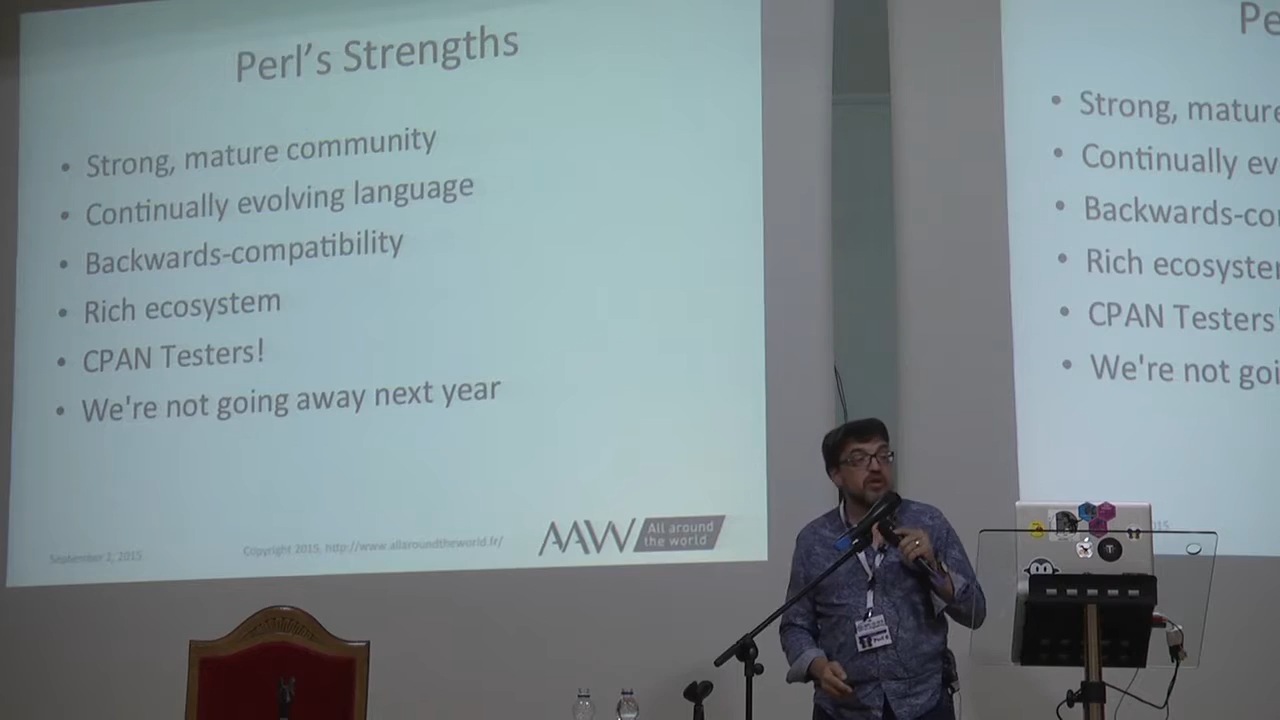 Perl's Strengths
• Strong, mature community
• Continually evolving language
• Backwards-compatibility
• Rich ecosystem
• CPAN Testers!
• We're not going away next year
September 2, 2015
Copyright 2015, http://www.allaroundtheworld.fr/
AAW All around
the world
Pe
• Strong, mature
• Continually ev
• Backwards-co
• Rich ecosyste
• CPAN Testers!
• We're not goi